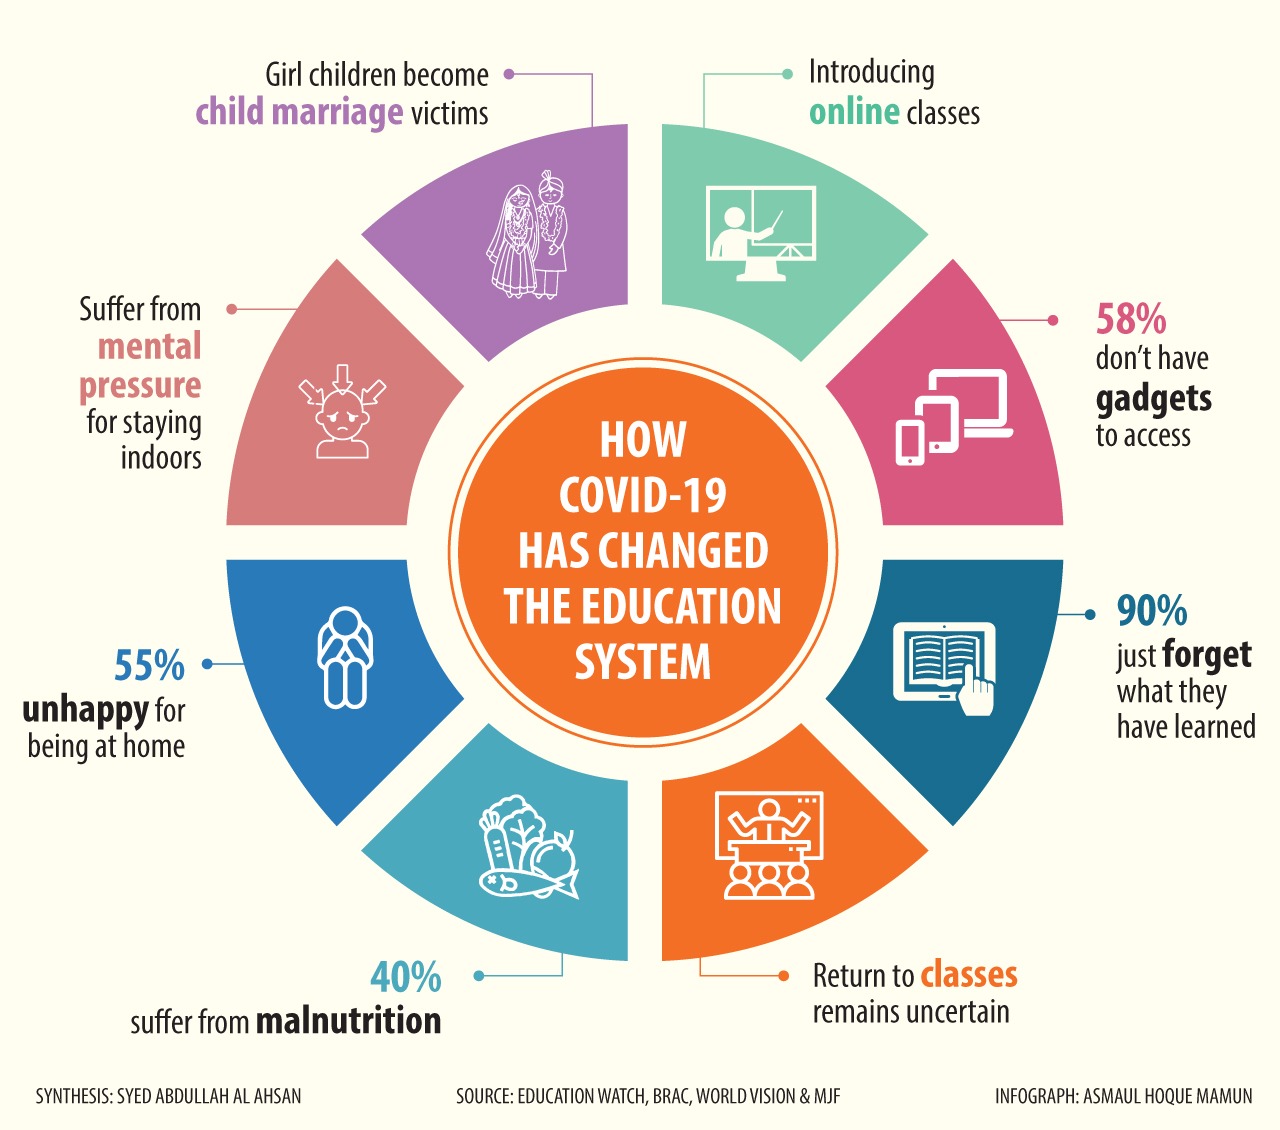 Girl children become
child marriage victims
Introducing
online classes
Suffer from
mental
pressure
for staying
indoors
58%
don't have
gadgets
to access
HOW
COVID-19
HAS CHANGED
THE EDUCATION
SYSTEM
55%
unhappy for
being at home
90%
just forget
what they
have learned
40%
suffer from malnutrition
Return to classes
remains uncertain
SYNTHESIS: SYED ABDULLAH AL AHSAN
SOURCE: EDUCATION WATCH, BRAC, WORLD VISION & MJF
INFOGRAPH: ASMAUL HOQUE MAMUN